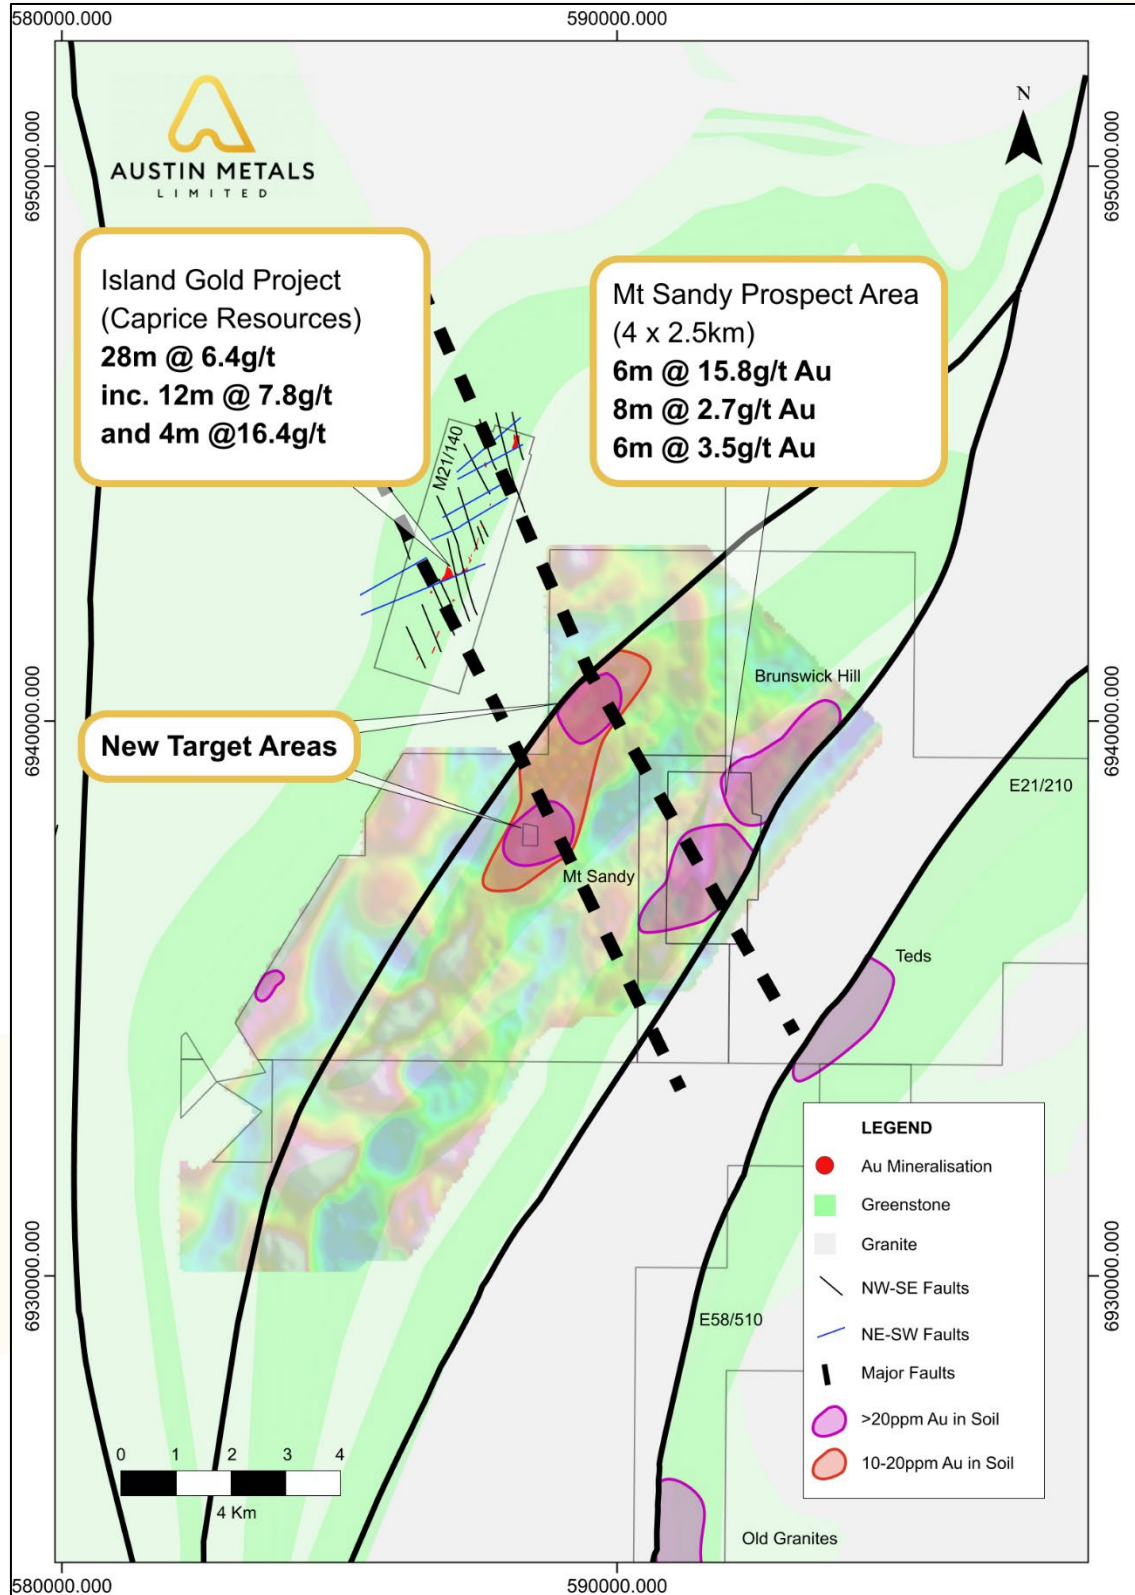 580000.000
590000.000
6950000.000
6950000.000
AUSTIN METALS
LIMITED
N
Island Gold Project
(Caprice Resources)
28m @ 6.4g/t
inc. 12m @ 7.8g/t
and 4m @16.4g/t
Mt Sandy Prospect Area
(4 x 2.5km)
6m @ 15.8g/t Au
8m @ 2.7g/t Au
6m @ 3.5g/t Au
M21/140
Brunswick Hill
6940000.000
6940000.000
New Target Areas
E21/210
Mt Sandy
Teds
LEGEND
Au Mineralisation
Greenstone
Granite
NW-SE Faults
NE-SW Faults
Major Faults
>20ppm Au in Soil
10-20ppm Au in Soil
6930000.000
6930000.000
E58/510
0 1 2 3 4
4 Km
Old Granites
580000.000
590000.000